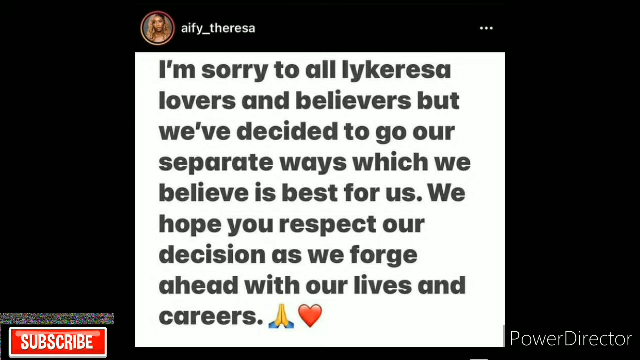 aify_theresa
I'm sorry to all lykeresa
lovers and believers but
we've decided to go our
separate ways which we
believe is best for us. We
hope you respect our
decision as we forge
ahead with our lives and
careers. 🙏❤️
SUBSCRIBE
PowerDirector